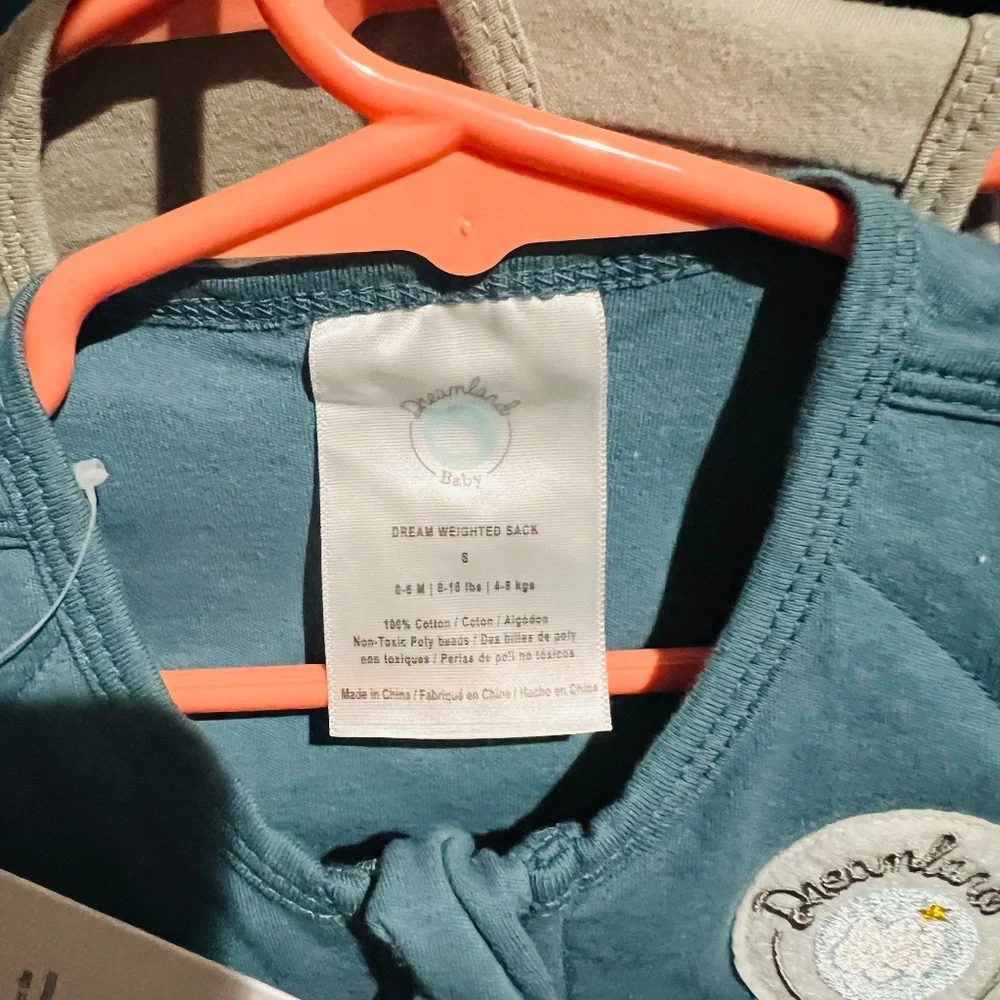 Dreamland
Baby
DREAM WEIGHTED SACK
S
0-6 M | 8-16 lbs | 4-8 kgs
100% Cotton / Coton / Algodon
Non-Toxic Poly beads / Des billes de poly
non toxiques / Perlas de poli no tóxicos
Made in China / Fabriqué en Chine / Hecho en China
Dreamland